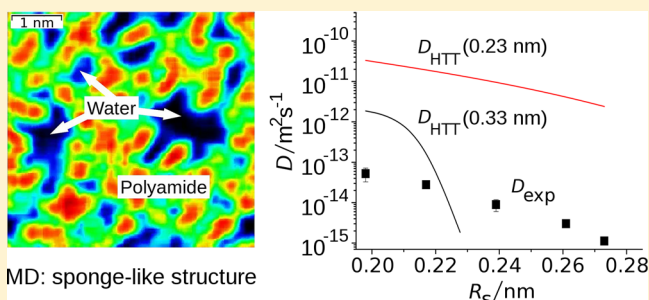 1 nm
Water
Polyamide
MD: sponge-like structure
D/m²s⁻¹
10⁻¹⁰
10⁻¹¹
10⁻¹²
10⁻¹³
10⁻¹⁴
10⁻¹⁵
D_HTT(0.23 nm)
D_HTT(0.33 nm)
D_exp
0.20 0.22 0.24 0.26 0.28
R_s/nm